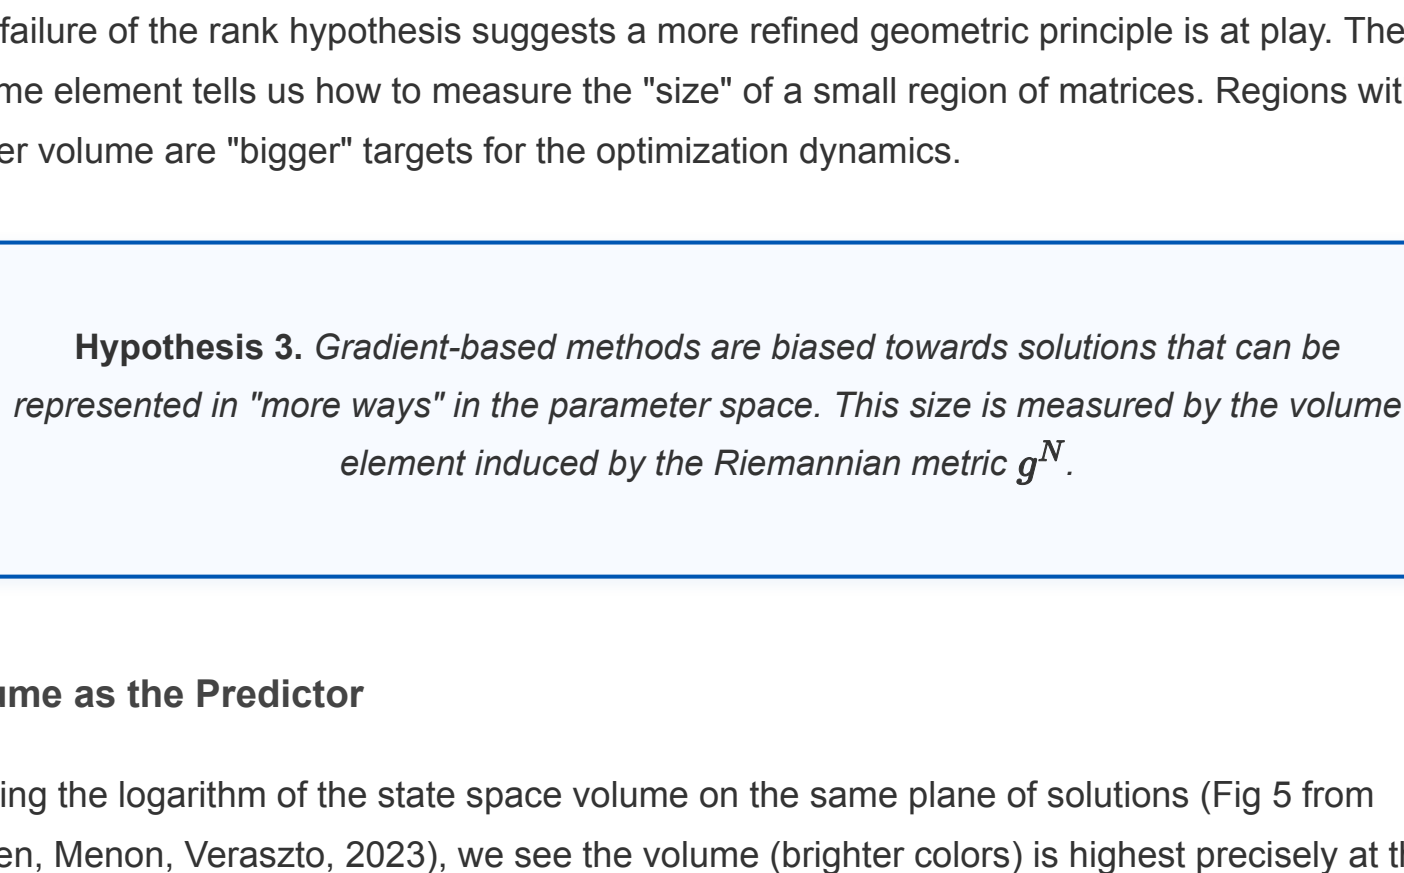 failure of the rank hypothesis suggests a more refined geometric principle is at play. The
me element tells us how to measure the "size" of a small region of matrices. Regions wit
er volume are "bigger" targets for the optimization dynamics.
Hypothesis 3. Gradient-based methods are biased towards solutions that can be
represented in "more ways" in the parameter space. This size is measured by the volume
element induced by the Riemannian metric g^N.
ume as the Predictor
ing the logarithm of the state space volume on the same plane of solutions (Fig 5 from
en, Menon, Veraszto, 2023), we see the volume (brighter colors) is highest precisely at th